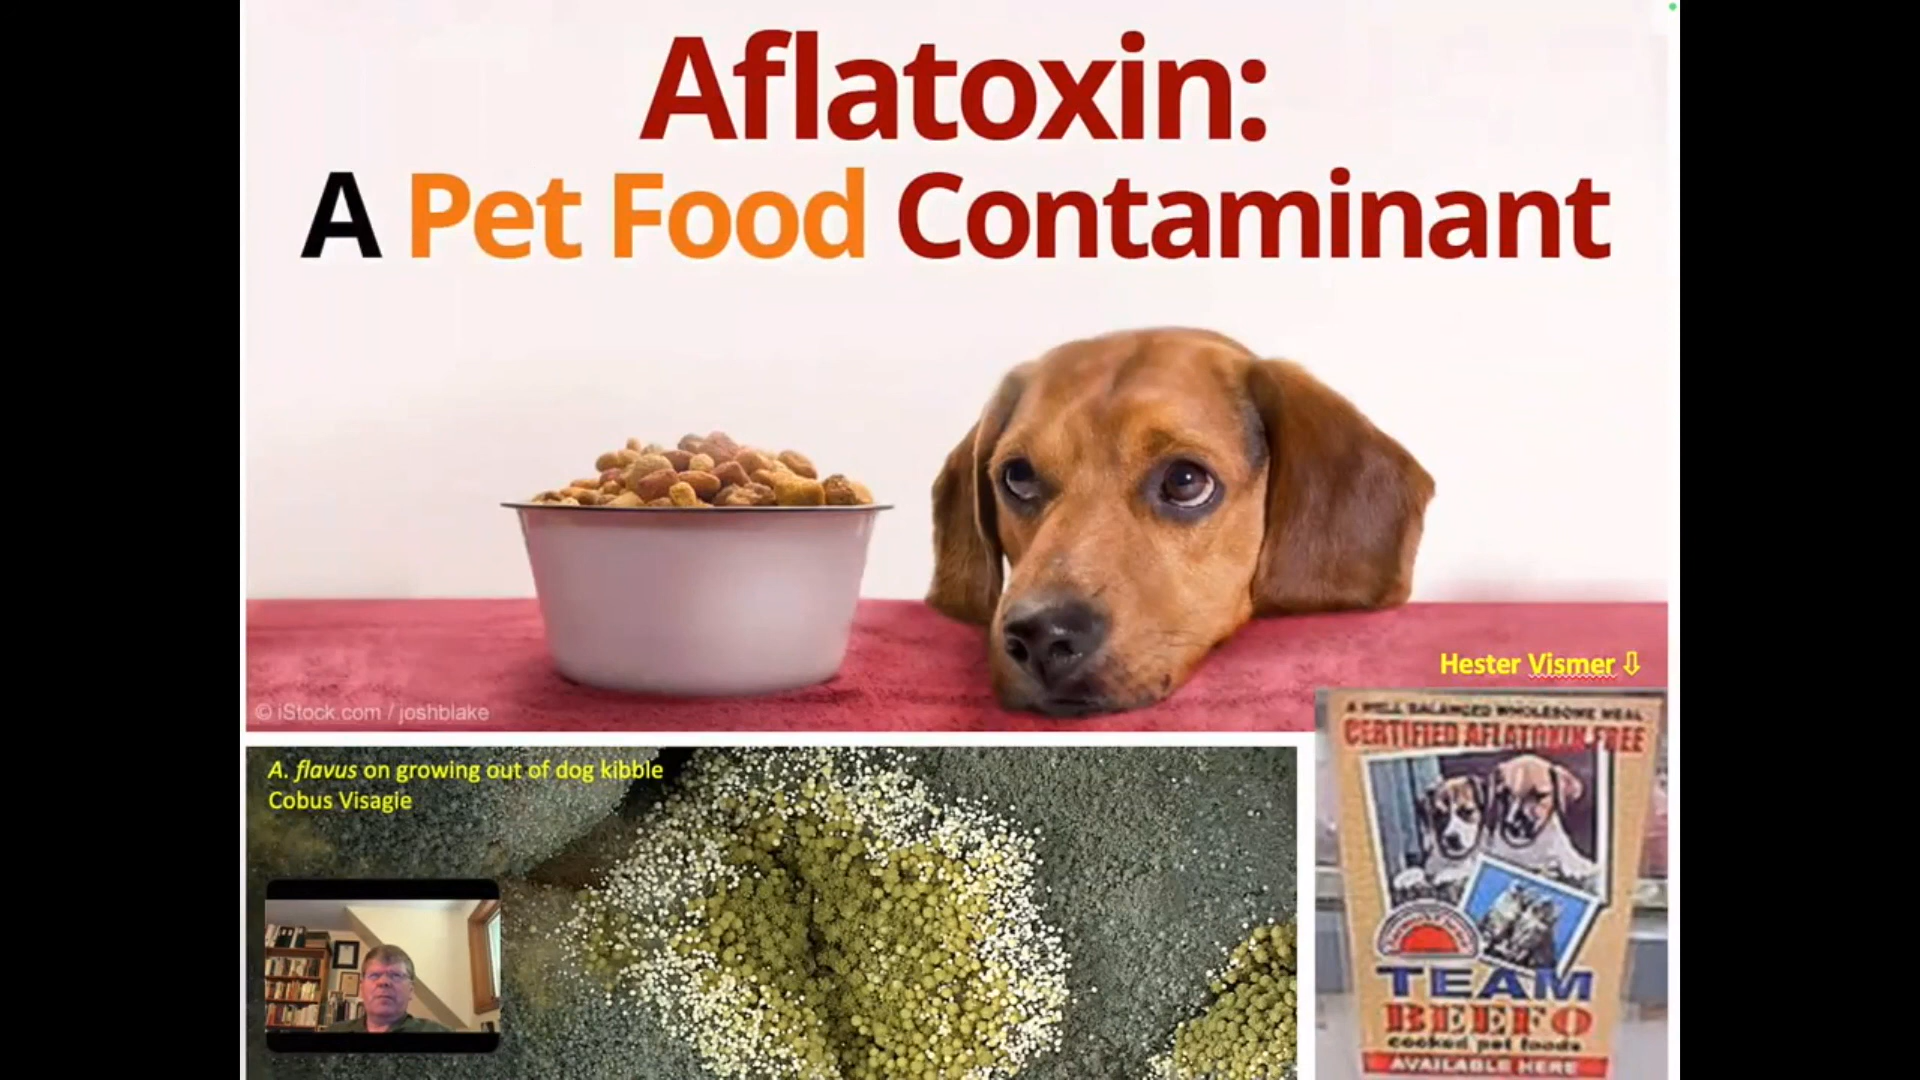 Aflatoxin:
A Pet Food Contaminant
Hester Vismer ⇩
© iStock.com / joshblake
A. flavus on growing out of dog kibble
Cobus Visagie
A WELL BALANCED WHOLESOME MEAL
CERTIFIED AFLATOXIN FREE
TEAM
BEEFO
cooked pet foods
AVAILABLE HERE